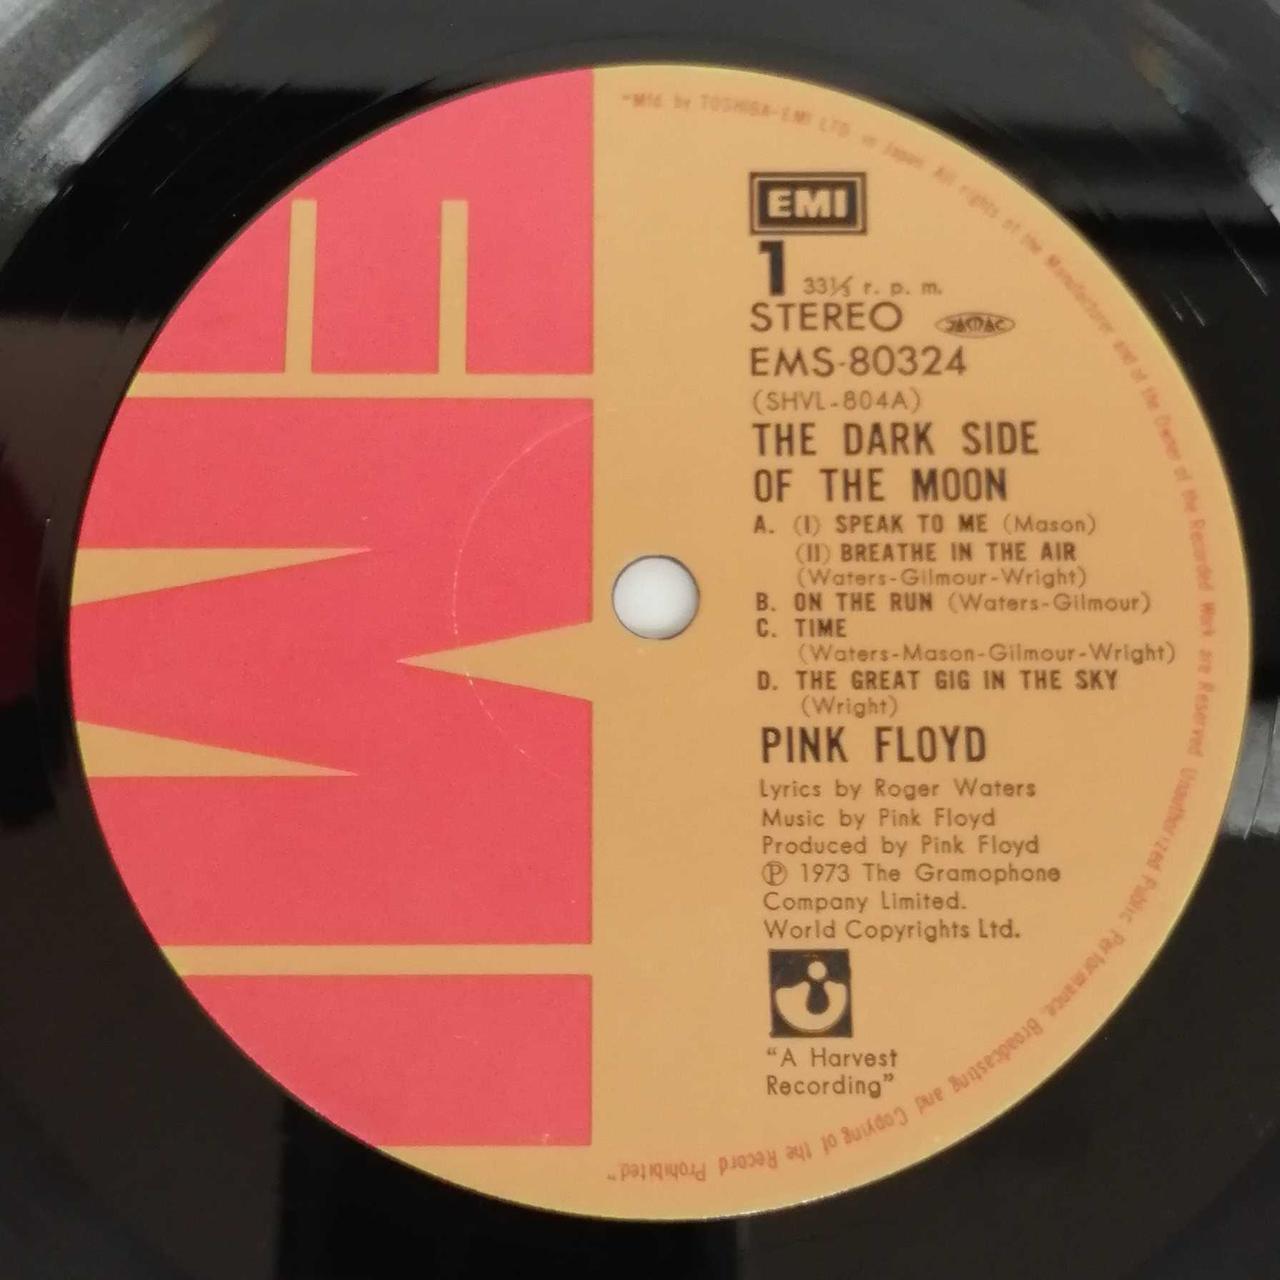 EMI
"Mfd. by TOSHIBA-EMI LTD. in Japan. All rights of the Manufacturer and of the Owner of the Recorded Work are Reserved Unauthorized Public Performance, Broadcasting and Copying of the Record Prohibited"
EMI
1 33⅓ r. p. m.
STEREO JASRAC
EMS-80324
(SHVL-804A)
THE DARK SIDE
OF THE MOON
A. (I) SPEAK TO ME (Mason)
(II) BREATHE IN THE AIR
(Waters-Gilmour-Wright)
B. ON THE RUN (Waters-Gilmour)
C. TIME
(Waters-Mason-Gilmour-Wright)
D. THE GREAT GIG IN THE SKY
(Wright)
PINK FLOYD
Lyrics by Roger Waters
Music by Pink Floyd
Produced by Pink Floyd
Ⓟ 1973 The Gramophone
Company Limited.
World Copyrights Ltd.
"A Harvest
Recording"